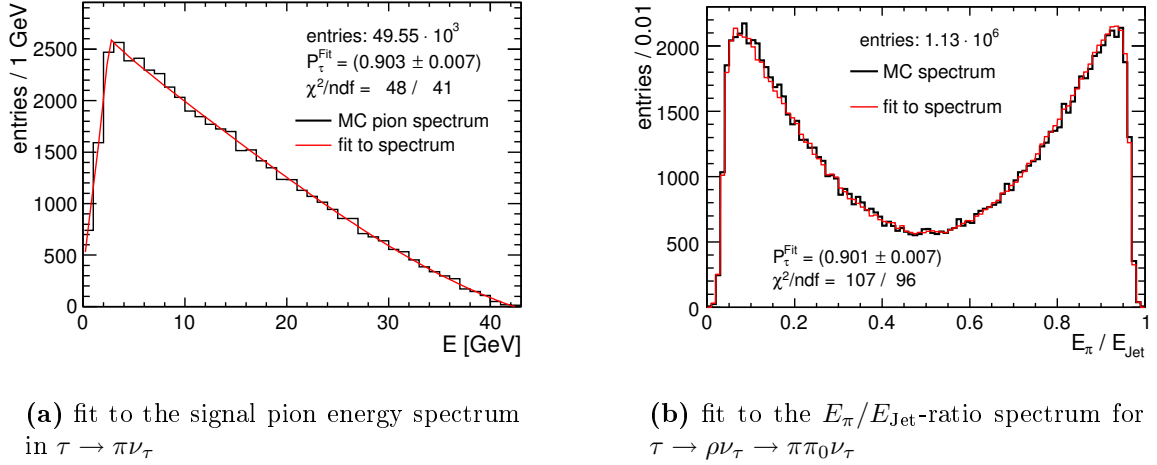 entries / 1 GeV
2500
2000
1500
1000
500
0
0 10 20 30 40
E [GeV]
entries: 49.55 · 10³
P_τ^Fit = (0.903 ± 0.007)
χ²/ndf = 48 / 41
MC pion spectrum
fit to spectrum
(a) fit to the signal pion energy spectrum
in τ → πν_τ
entries / 0.01
2000
1500
1000
500
0
0 0.2 0.4 0.6 0.8 1
E_π / E_Jet
entries: 1.13 · 10⁶
MC spectrum
fit to spectrum
P_τ^Fit = (0.901 ± 0.007)
χ²/ndf = 107 / 96
(b) fit to the E_π/E_Jet-ratio spectrum for
τ → ρν_τ → ππ₀ν_τ